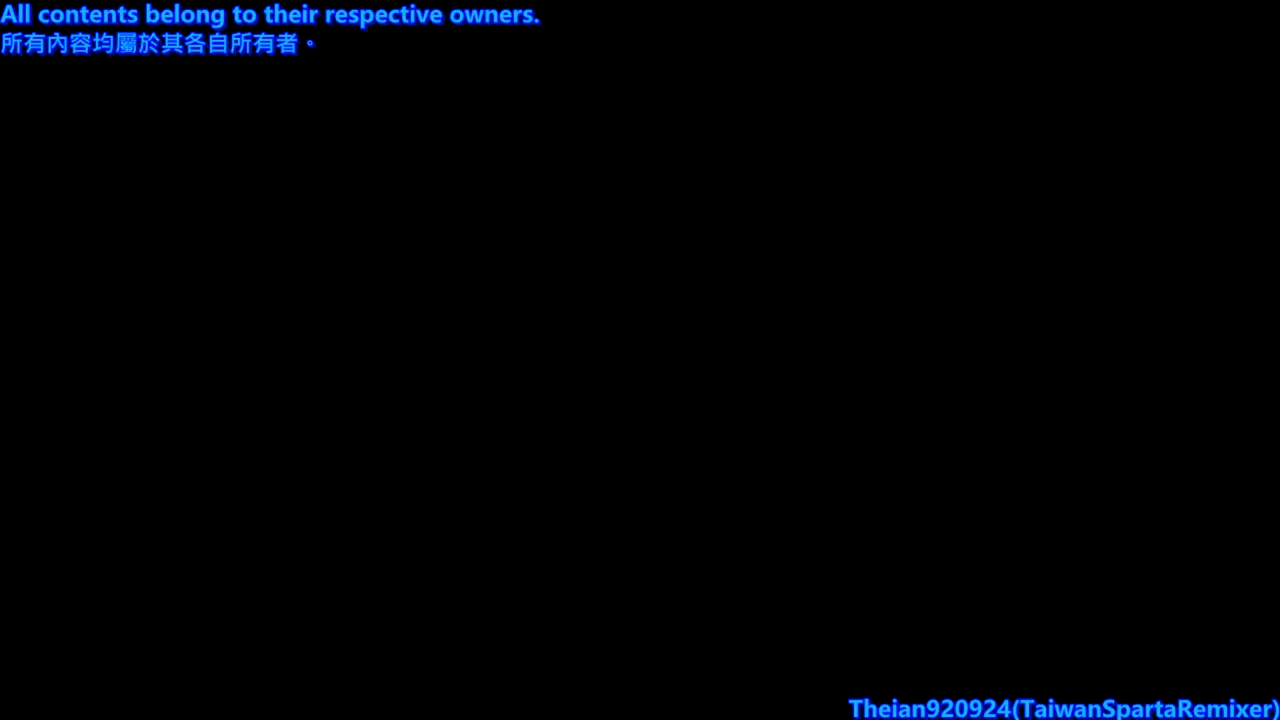 All contents belong to their respective owners.
所有內容均屬於其各自所有者。
Theian920924(TaiwanSpartaRemixer)